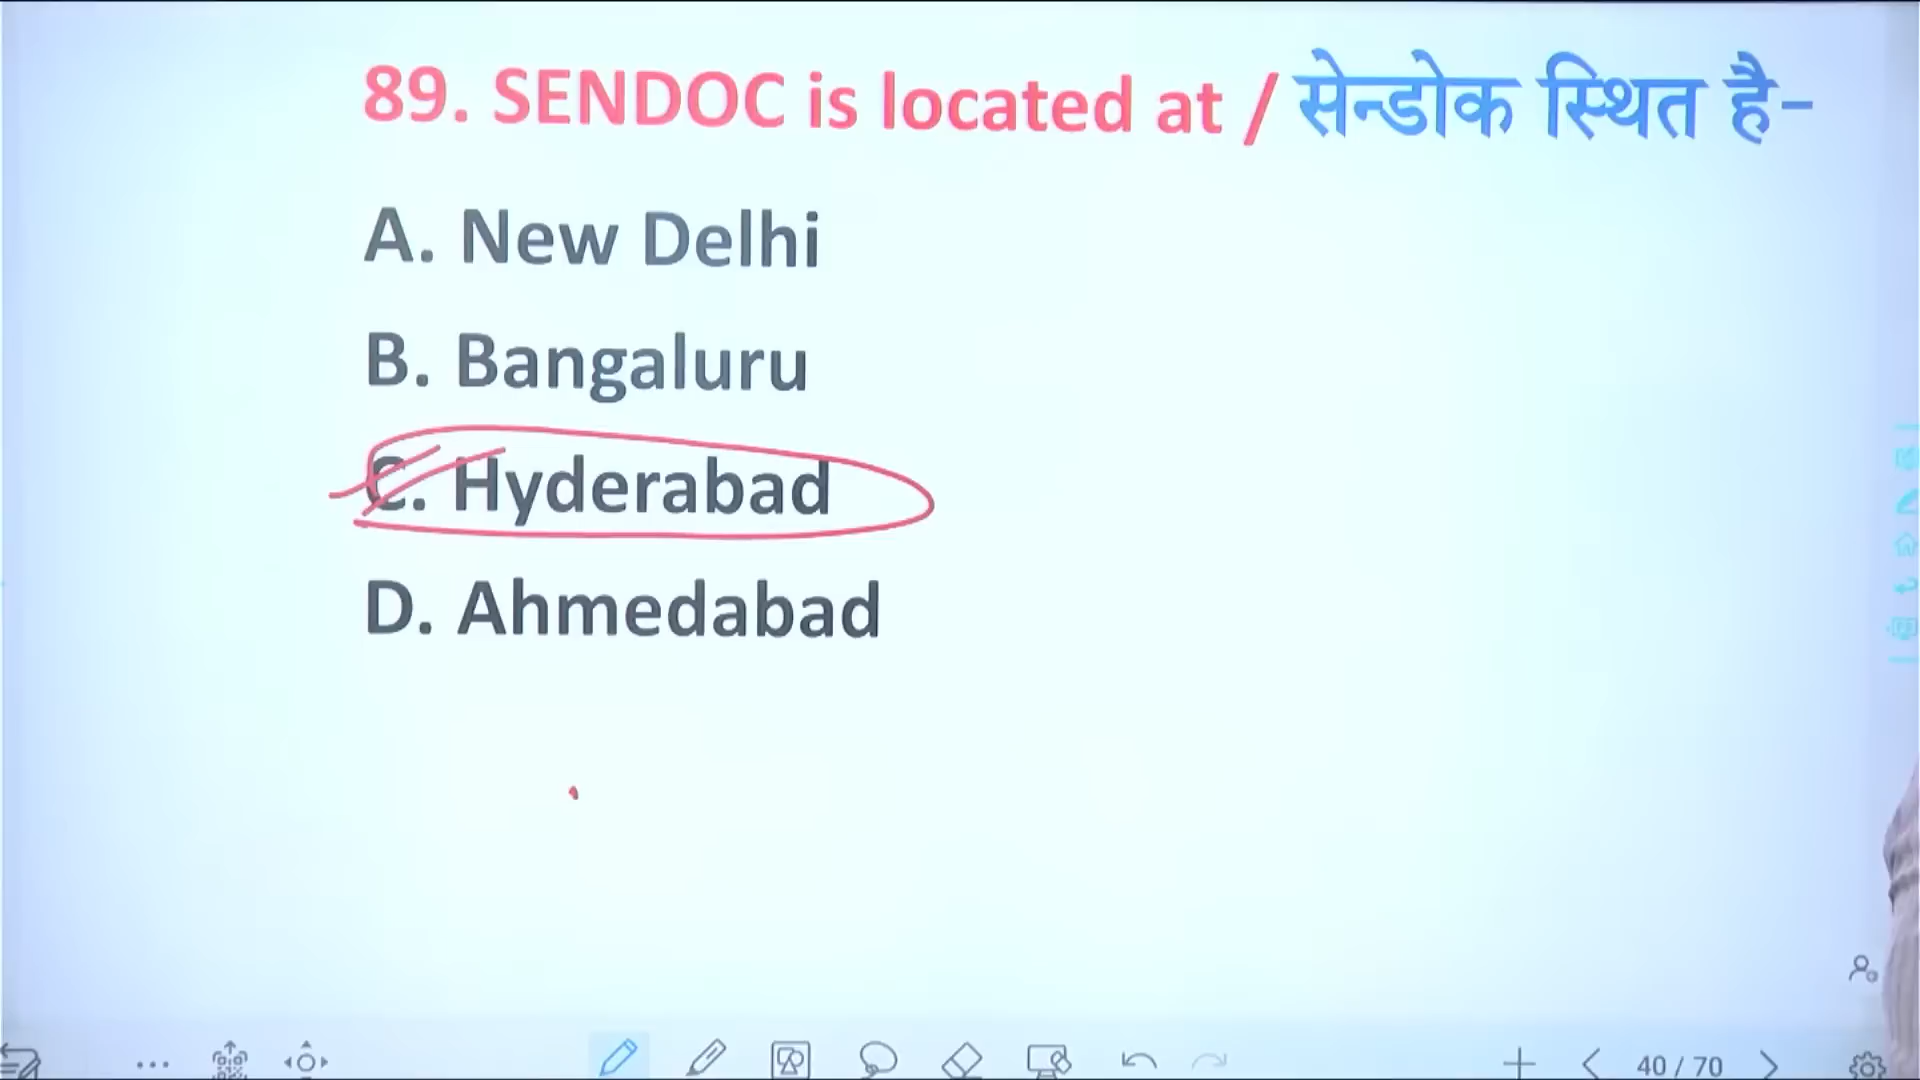 89. SENDOC is located at / सेन्डोक स्थित है-
A. New Delhi
B. Bangaluru
C. Hyderabad
D. Ahmedabad
40 / 70